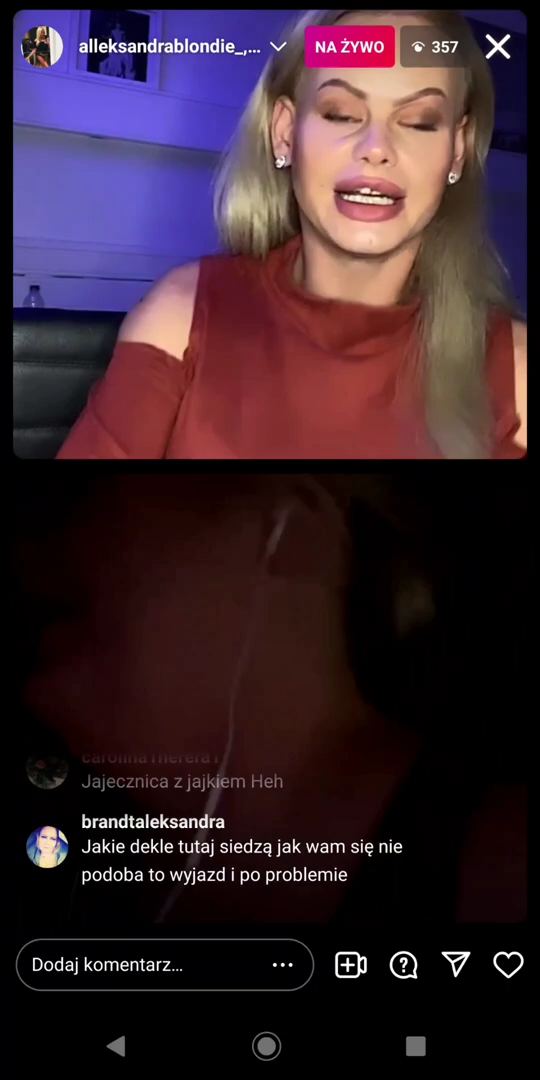 alleksandrablondie_,...
NA ŻYWO
357
Jajecznica z jajkiem Heh
brandtaleksandra
Jakie dekle tutaj siedzą jak wam się nie
podoba to wyjazd i po problemie
Dodaj komentarz...